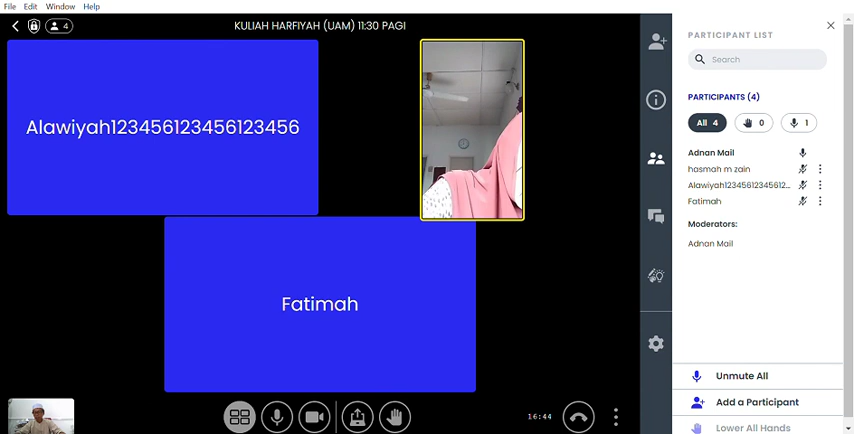 File Edit Window Help
4
KULIAH HARFIYAH (UAM) 11:30 PAGI
Alawiyah123456123456123456
Fatimah
16:44
PARTICIPANT LIST
Search
PARTICIPANTS (4)
All 4
0
1
Adnan Mail
hasmah m zain
Alawiyah12345612345612...
Fatimah
Moderators:
Adnan Mail
Unmute All
Add a Participant
Lower All Hands